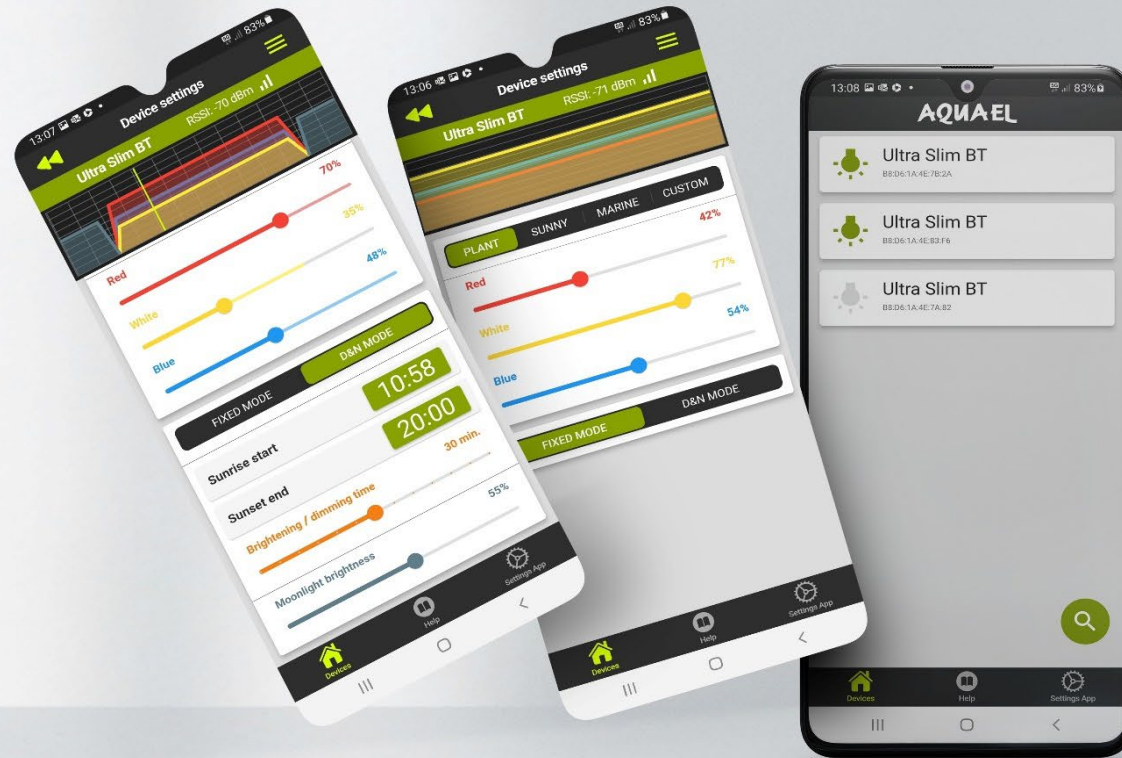 13:07
83%
Device settings
Ultra Slim BT
RSSI: -70 dBm
Red
70%
White
35%
Blue
48%
FIXED MODE
D&N MODE
Sunrise start
10:58
Sunset end
20:00
Brightening / dimming time
30 min.
Moonlight brightness
55%
Devices
Help
Settings App
13:06
83%
Device settings
Ultra Slim BT
RSSI: -71 dBm
PLANT
SUNNY
MARINE
CUSTOM
Red
42%
White
77%
Blue
54%
FIXED MODE
D&N MODE
Devices
Help
Settings App
13:08
83%
AQUAEL
Ultra Slim BT
B8:D6:1A:4E:7B:2A
Ultra Slim BT
B8:D6:1A:4E:83:F6
Ultra Slim BT
B8:D6:1A:4E:7A:82
Devices
Help
Settings App